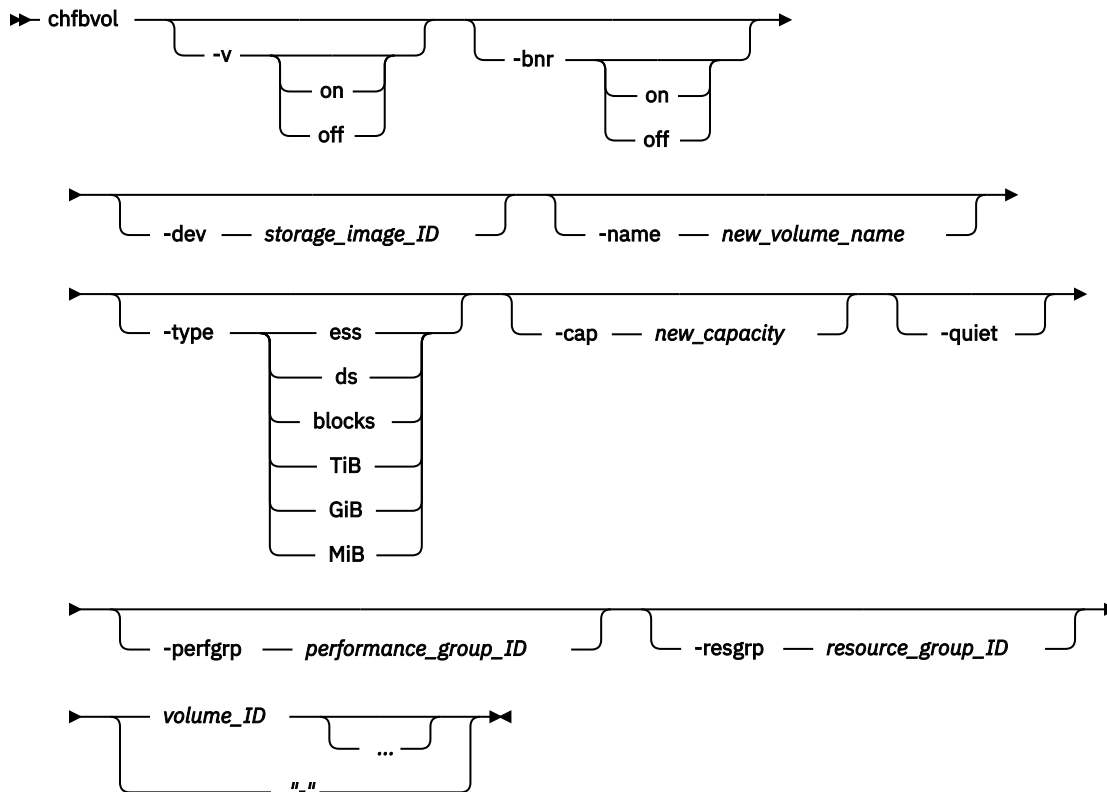 chfbvol
-v -bnr
on on
off off
-dev storage_image_ID -name new_volume_name
-type ess -cap new_capacity -quiet
ds
blocks
TiB
GiB
MiB
-perfgrp performance_group_ID -resgrp resource_group_ID
volume_ID
...
"-"